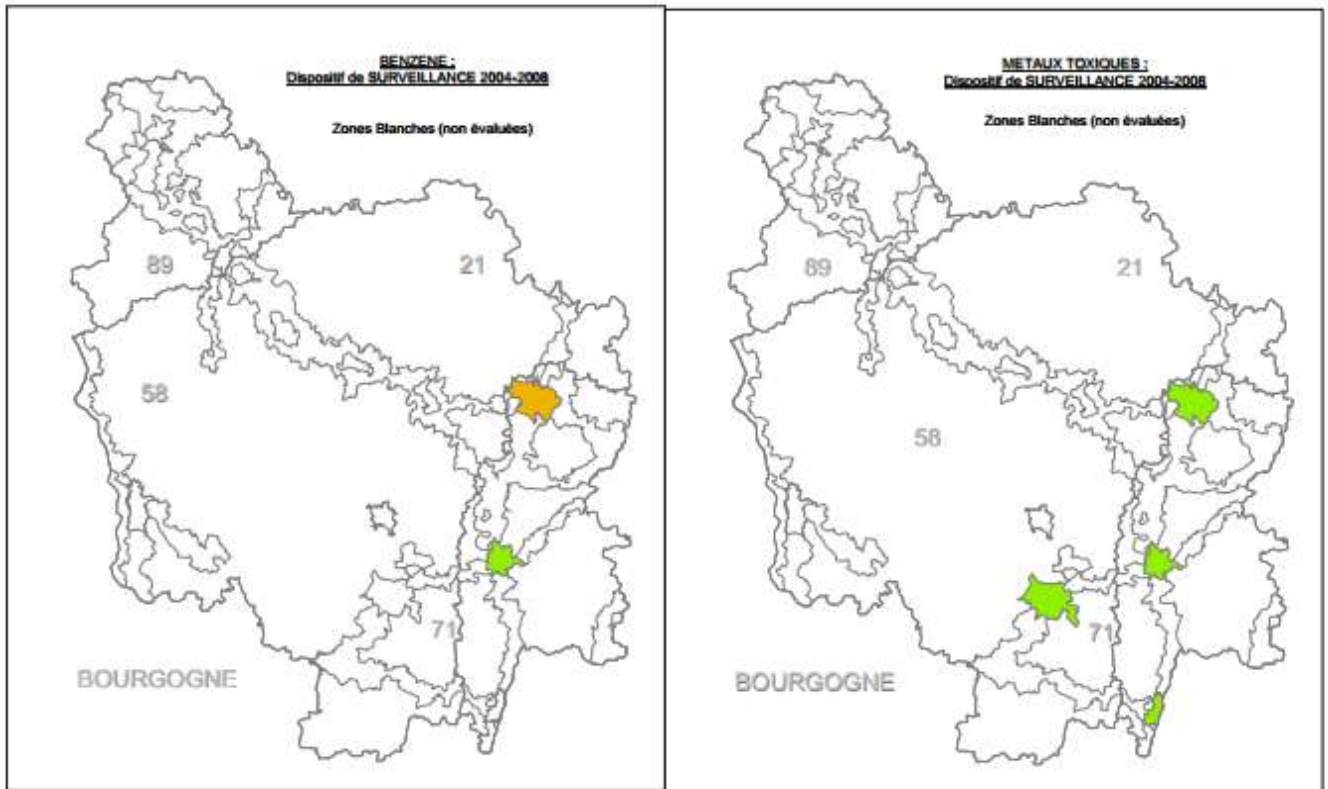 BENZENE :
Dispositif de SURVEILLANCE 2004-2008
Zones Blanches (non évaluées)
89
21
58
71
BOURGOGNE
METAUX TOXIQUES :
Dispositif de SURVEILLANCE 2004-2008
Zones Blanches (non évaluées)
89
21
58
71
BOURGOGNE